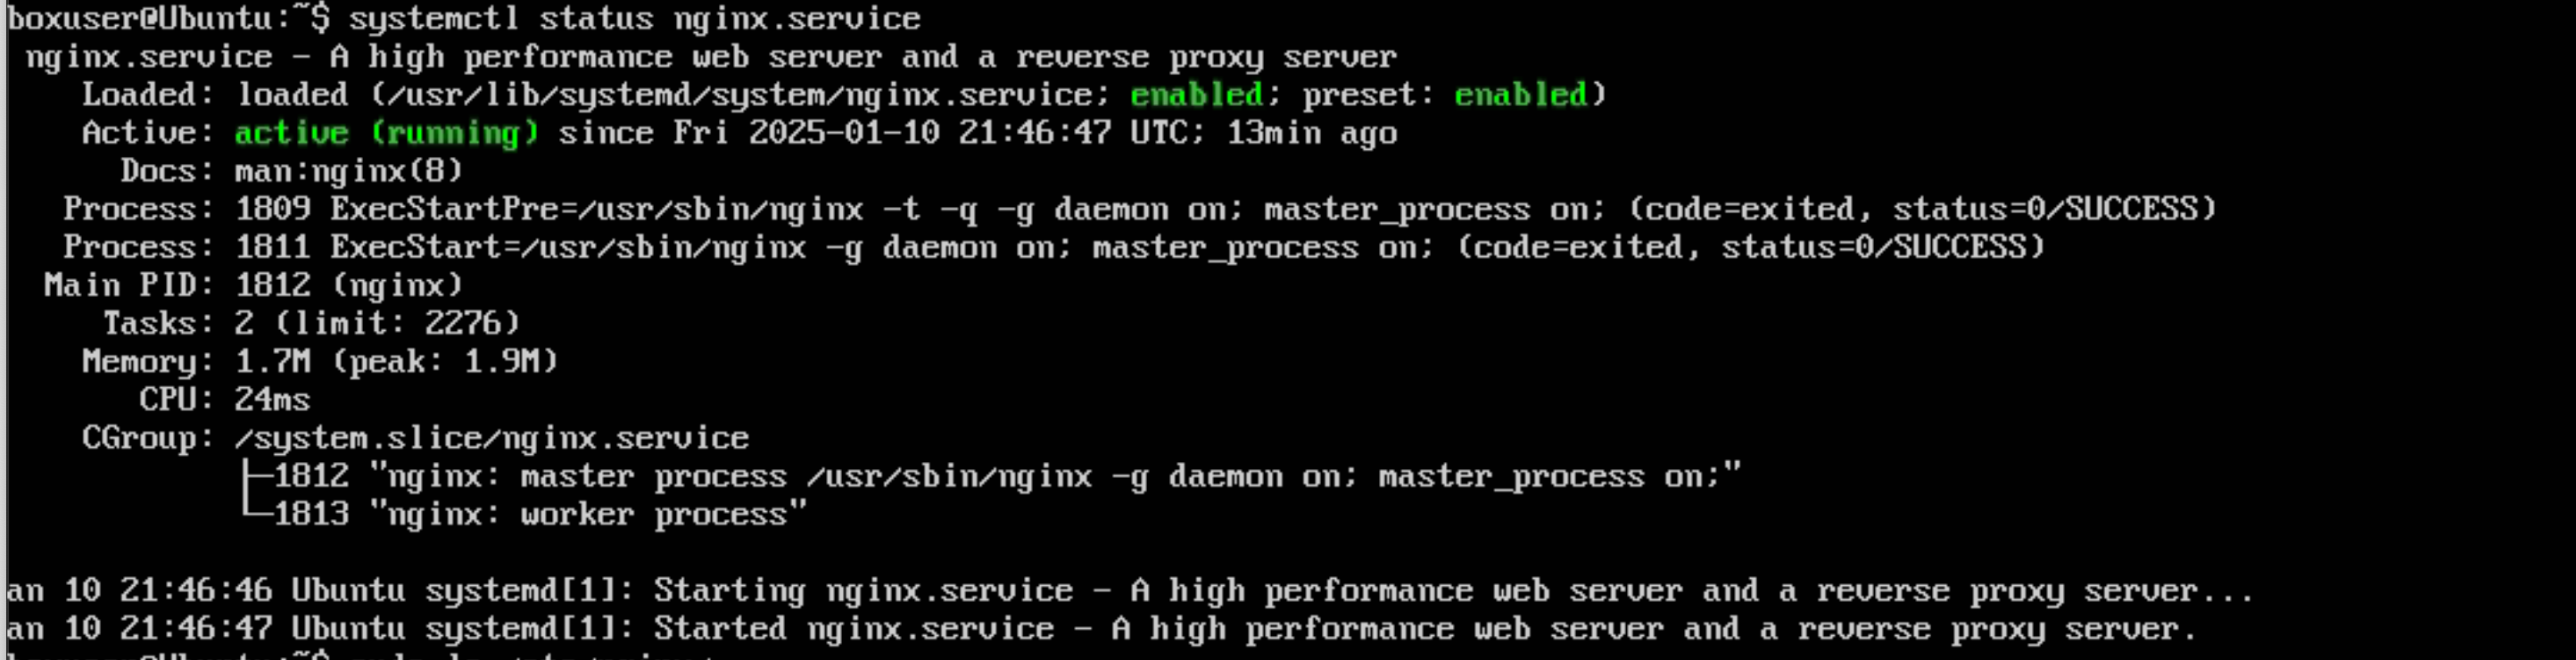 boxuser@Ubuntu:~$ systemctl status nginx.service
nginx.service - A high performance web server and a reverse proxy server
Loaded: loaded (/usr/lib/systemd/system/nginx.service; enabled; preset: enabled)
Active: active (running) since Fri 2025-01-10 21:46:47 UTC; 13min ago
Docs: man:nginx(8)
Process: 1809 ExecStartPre=/usr/sbin/nginx -t -q -g daemon on; master_process on; (code=exited, status=0/SUCCESS)
Process: 1811 ExecStart=/usr/sbin/nginx -g daemon on; master_process on; (code=exited, status=0/SUCCESS)
Main PID: 1812 (nginx)
Tasks: 2 (limit: 2276)
Memory: 1.7M (peak: 1.9M)
CPU: 24ms
CGroup: /system.slice/nginx.service
├─1812 "nginx: master process /usr/sbin/nginx -g daemon on; master_process on;"
└─1813 "nginx: worker process"
an 10 21:46:46 Ubuntu systemd[1]: Starting nginx.service - A high performance web server and a reverse proxy server...
an 10 21:46:47 Ubuntu systemd[1]: Started nginx.service - A high performance web server and a reverse proxy server.